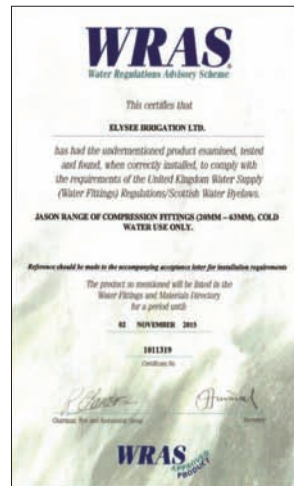 WRAS
Water Regulations Advisory Scheme
This certifies that
ELYSEE IRRIGATION LTD.
has had the undermentioned product examined, tested
and found, when correctly installed, to comply with
the requirements of the United Kingdom Water Supply
(Water Fittings) Regulations/Scottish Water Byelaws.
JASON RANGE OF COMPRESSION FITTINGS (20MM – 63MM). COLD
WATER USE ONLY.
Reference should be made to the accompanying acceptance letter for installation requirements
The product so mentioned will be listed in the
Water Fittings and Materials Directory
for a period until
02 NOVEMBER 2015
1011319
Certificate No.
Secretary
WRAS
APPROVED
PRODUCT